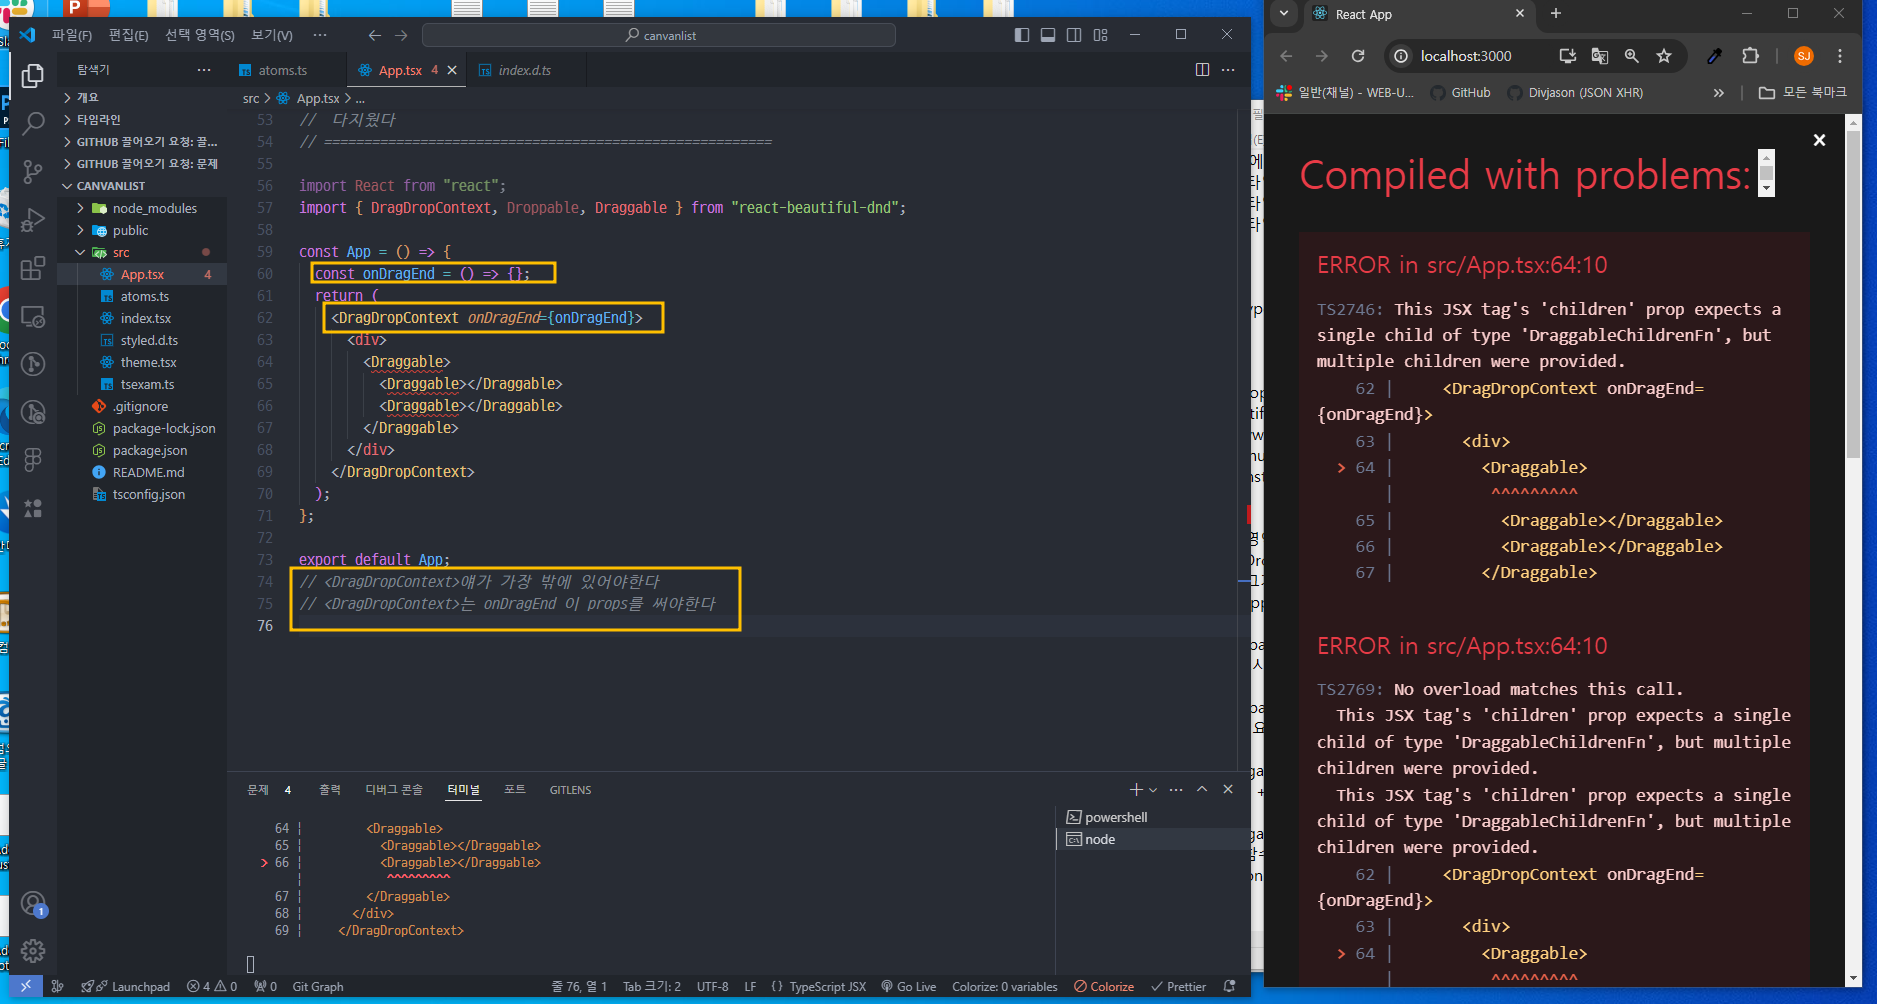 파일(F) 편집(E) 선택 영역(S) 보기(V) ··· canvanlist
탐색기 ···
개요
타임라인
GITHUB 끌어오기 요청: 끌...
GITHUB 끌어오기 요청: 문제
CANVANLIST
node_modules
public
src
App.tsx 4
atoms.ts
index.tsx
styled.d.ts
theme.tsx
tsexam.ts
.gitignore
package-lock.json
package.json
README.md
tsconfig.json
atoms.ts App.tsx 4 index.d.ts
src > App.tsx > ...
53 // 다지웠다
54 // ========================================================
55
56 import React from "react";
57 import { DragDropContext, Droppable, Draggable } from "react-beautiful-dnd";
58
59 const App = () => {
60 const onDragEnd = () => {};
61 return (
62 <DragDropContext onDragEnd={onDragEnd}>
63 <div>
64 <Draggable>
65 <Draggable></Draggable>
66 <Draggable></Draggable>
67 </Draggable>
68 </div>
69 </DragDropContext>
70 );
71 };
72
73 export default App;
74 // <DragDropContext>얘가 가장 밖에 있어야한다
75 // <DragDropContext>는 onDragEnd 이 props를 써야한다
76
문제 4 출력 디버그 콘솔 터미널 포트 GITLENS
64 ¦ <Draggable>
65 ¦ <Draggable></Draggable>
> 66 ¦ <Draggable></Draggable>
¦ ^^^^^^^^^
67 ¦ </Draggable>
68 ¦ </div>
69 ¦ </DragDropContext>
powershell
node
1
Launchpad 4 0 0 Git Graph 줄 76, 열 1 Tab 크기: 2 UTF-8 LF {} TypeScript JSX Go Live Colorize: 0 variables Colorize Prettier
React App
localhost:3000
SJ
일반(채널) - WEB-U... GitHub Divjason (JSON XHR) » 모든 북마크
Compiled with problems:
ERROR in src/App.tsx:64:10
TS2746: This JSX tag's 'children' prop expects a
single child of type 'DraggableChildrenFn', but
multiple children were provided.
62 | <DragDropContext onDragEnd=
{onDragEnd}>
63 | <div>
> 64 | <Draggable>
| ^^^^^^^^^
65 | <Draggable></Draggable>
66 | <Draggable></Draggable>
67 | </Draggable>
ERROR in src/App.tsx:64:10
TS2769: No overload matches this call.
This JSX tag's 'children' prop expects a single
child of type 'DraggableChildrenFn', but multiple
children were provided.
This JSX tag's 'children' prop expects a single
child of type 'DraggableChildrenFn', but multiple
children were provided.
62 | <DragDropContext onDragEnd=
{onDragEnd}>
63 | <div>
> 64 | <Draggable>
| ^^^^^^^^^